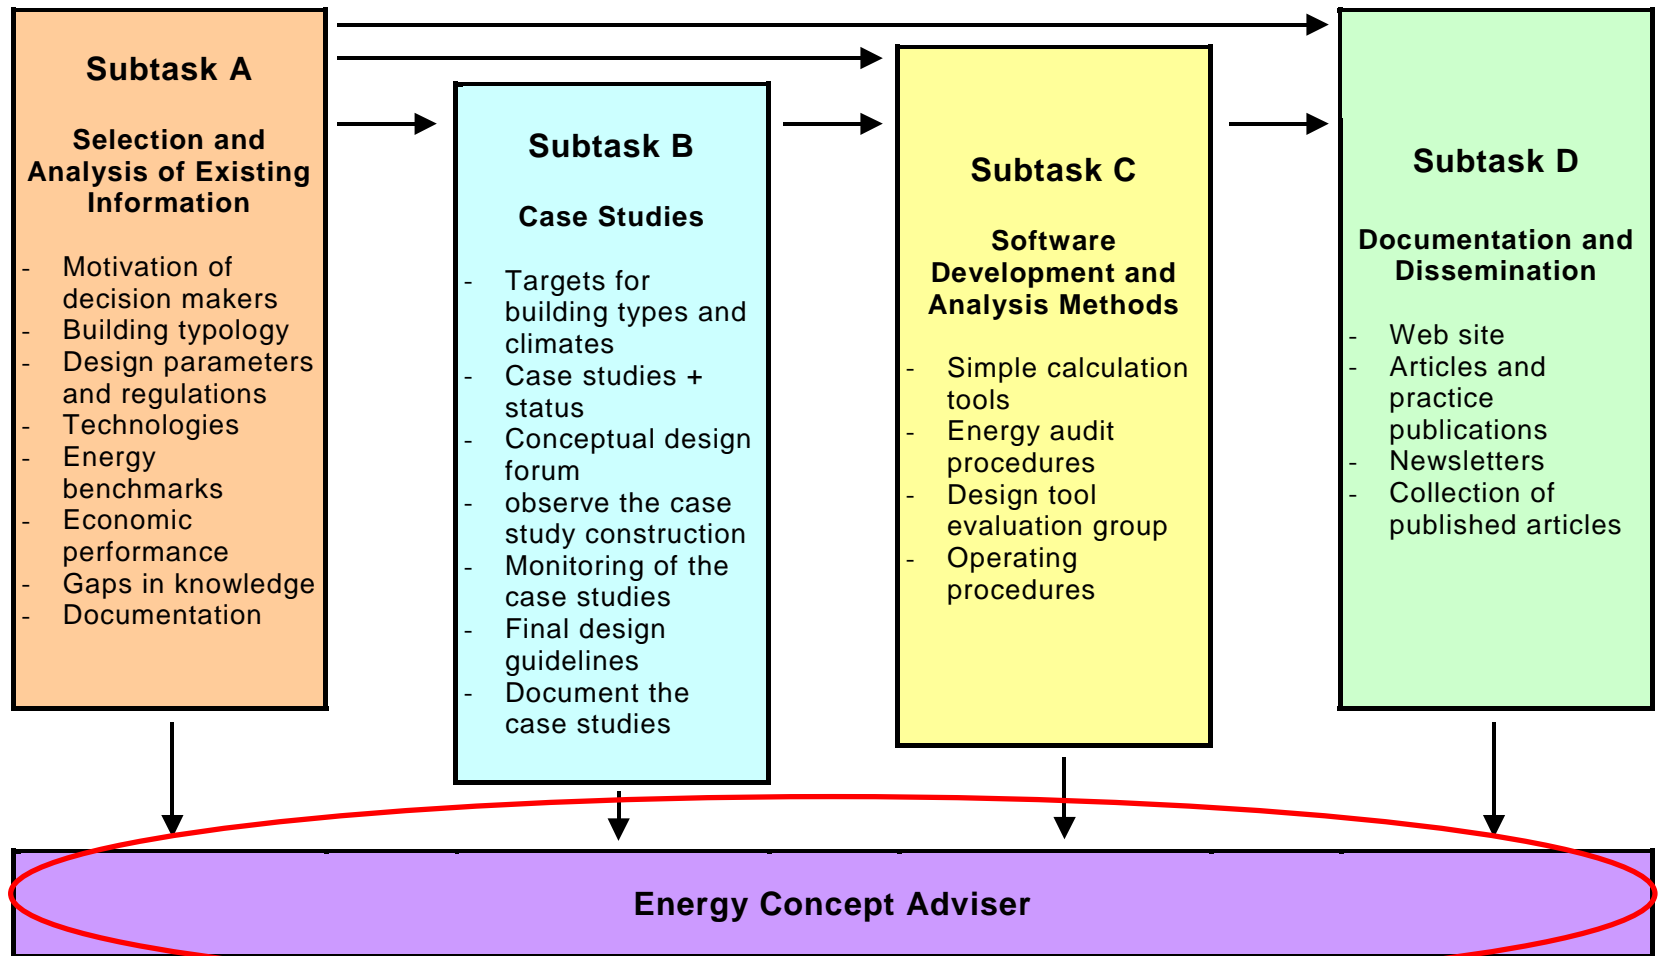 Subtask A
Selection and
Analysis of Existing
Information
- Motivation of
decision makers
- Building typology
- Design parameters
and regulations
- Technologies
- Energy
benchmarks
- Economic
performance
- Gaps in knowledge
- Documentation
Subtask B
Case Studies
- Targets for
building types and
climates
- Case studies +
status
- Conceptual design
forum
- observe the case
study construction
- Monitoring of the
case studies
- Final design
guidelines
- Document the
case studies
Subtask C
Software
Development and
Analysis Methods
- Simple calculation
tools
- Energy audit
procedures
- Design tool
evaluation group
- Operating
procedures
Subtask D
Documentation and
Dissemination
- Web site
- Articles and
practice
publications
- Newsletters
- Collection of
published articles
Energy Concept Adviser